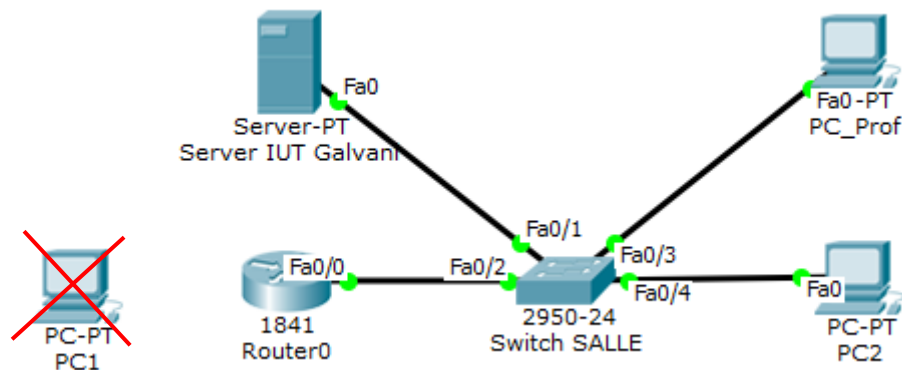 Fa0
Server-PT
Server IUT Galvani
Fa0-PT
PC_Prof
Fa0/1
Fa0/3
Fa0/0
Fa0/2
Fa0/4
Fa0
PC-PT
PC1
1841
Router0
2950-24
Switch SALLE
PC-PT
PC2